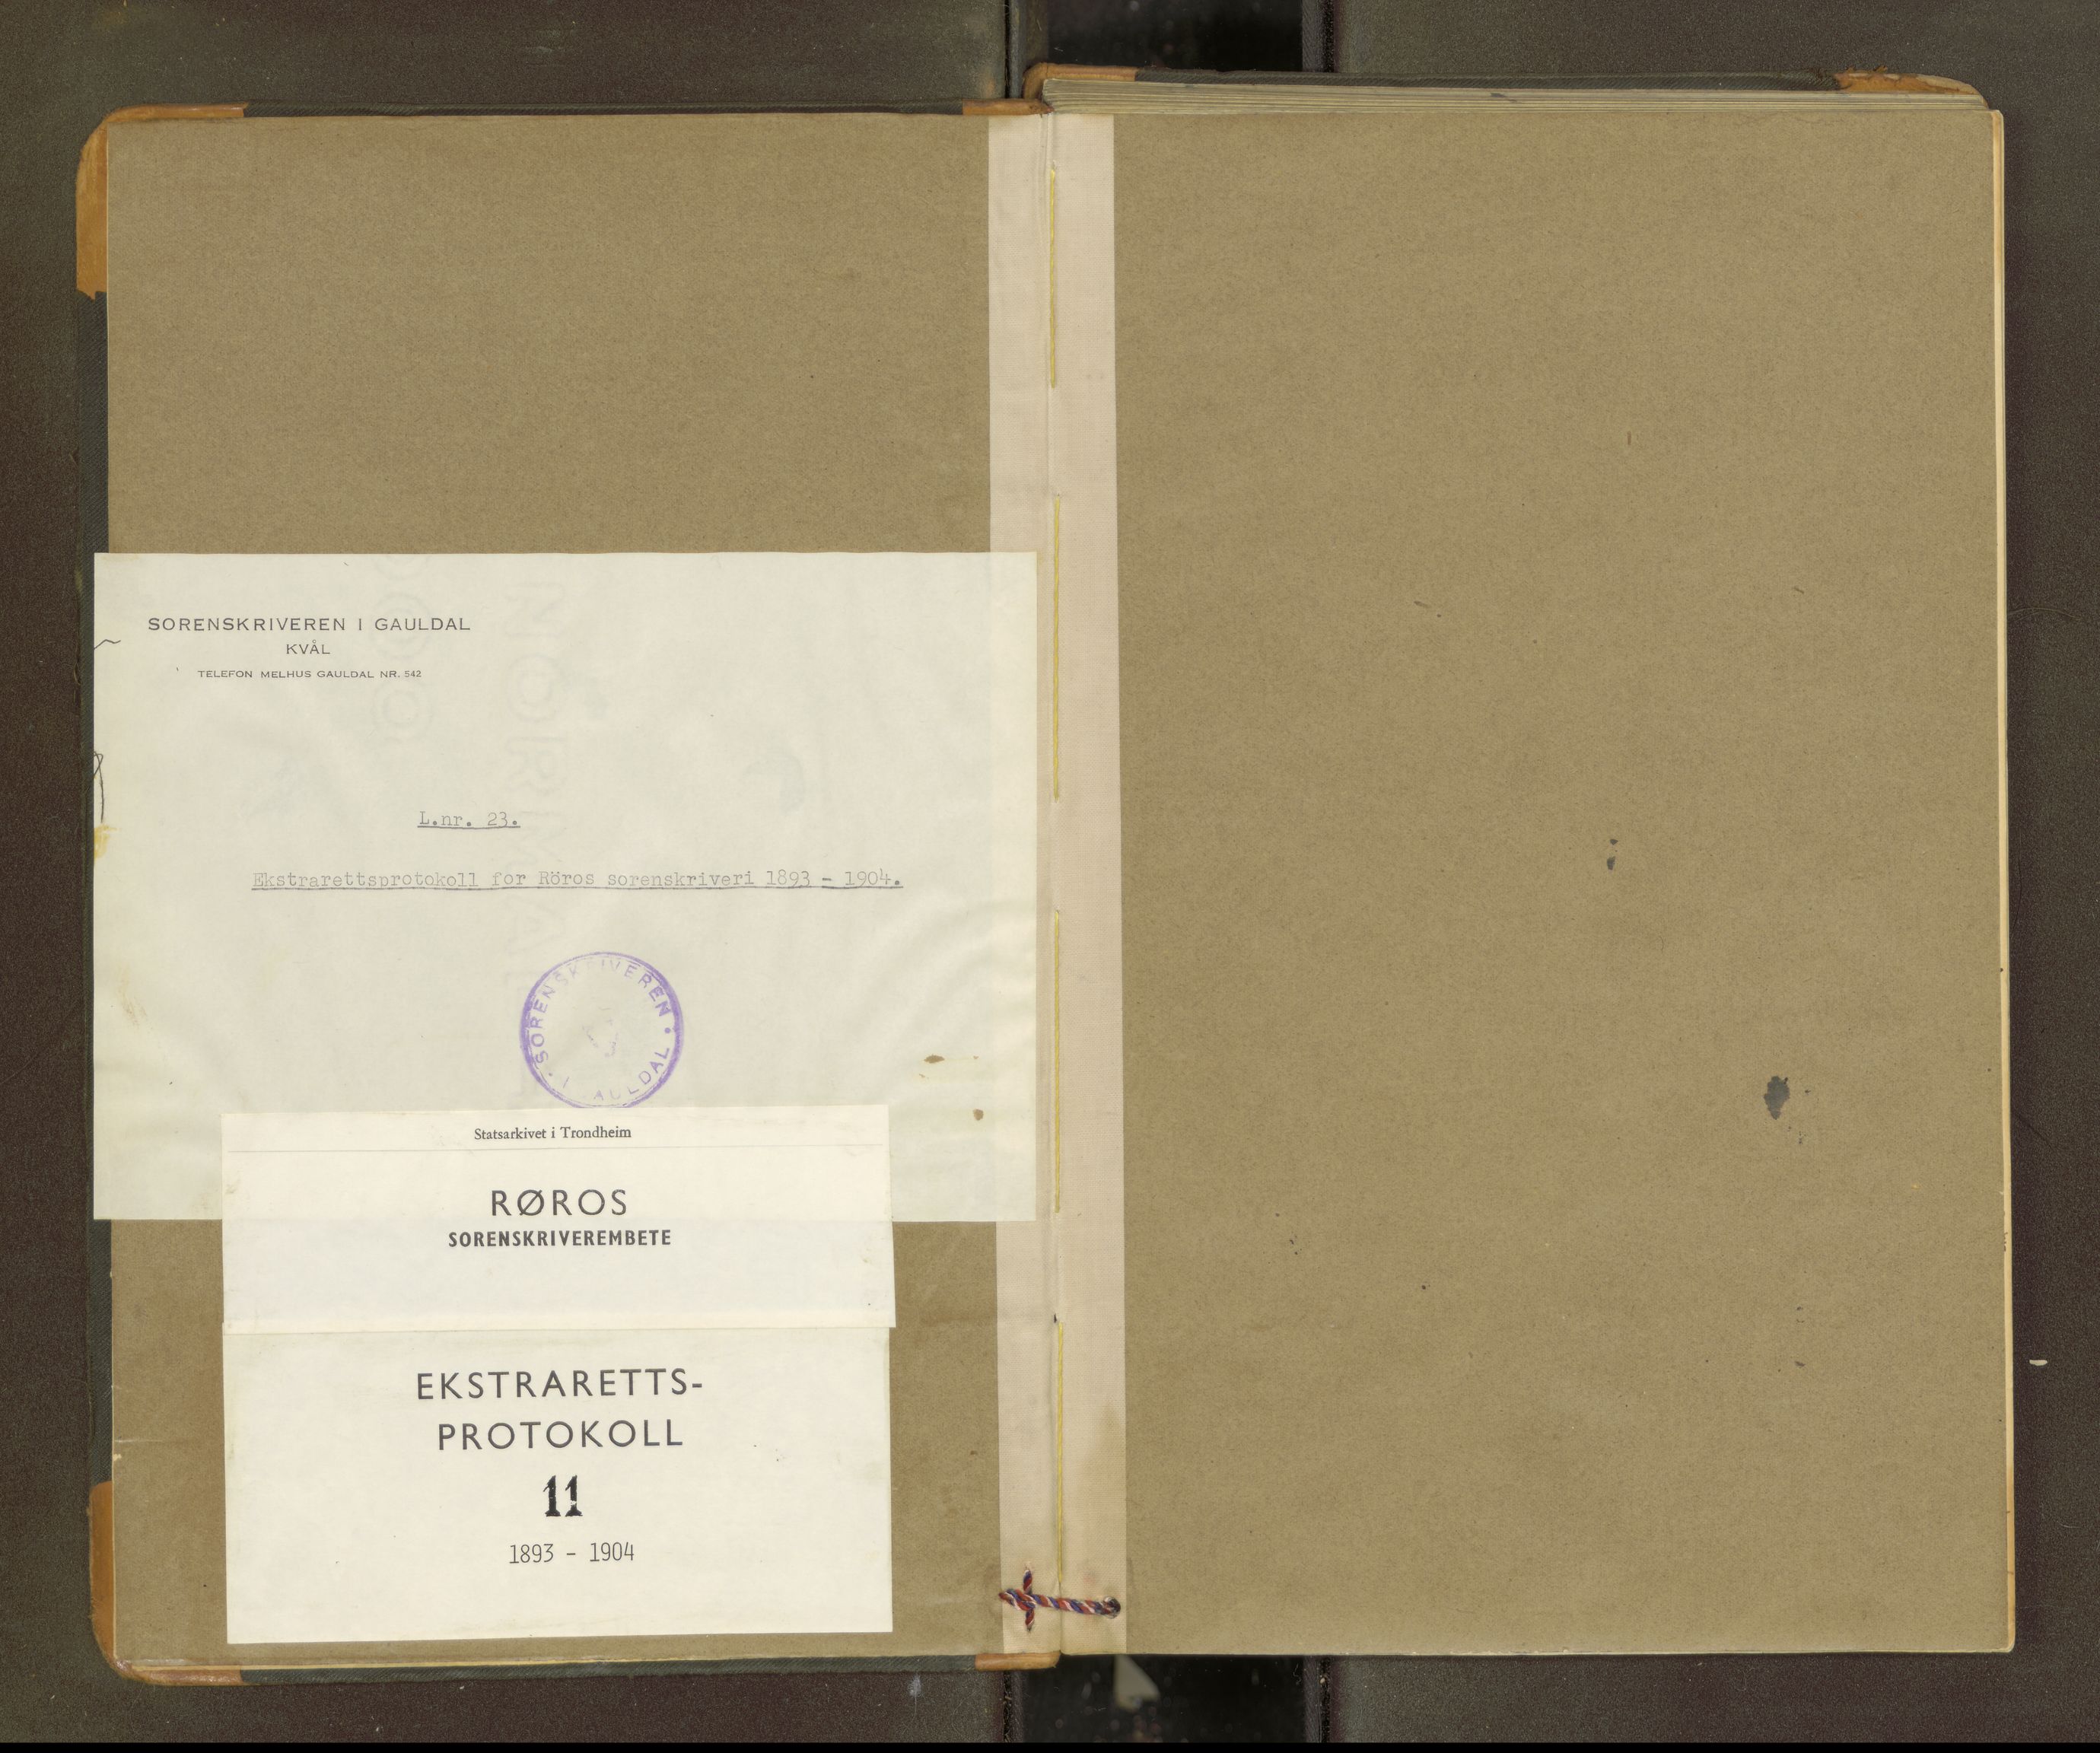 SORENSKRIVEREN I GAULDAL
KVÅL
TELEFON MELHUS GAULDAL NR. 542
L.nr. 23.
Ekstrarettsprotokoll for Röros sorenskriveri 1893 - 1904.
SORENSKRIVEREN
I AULDAL
Statsarkivet i Trondheim
RØROS
SORENSKRIVEREMBETE
EKSTRARETTS-
PROTOKOLL
11
1893 - 1904